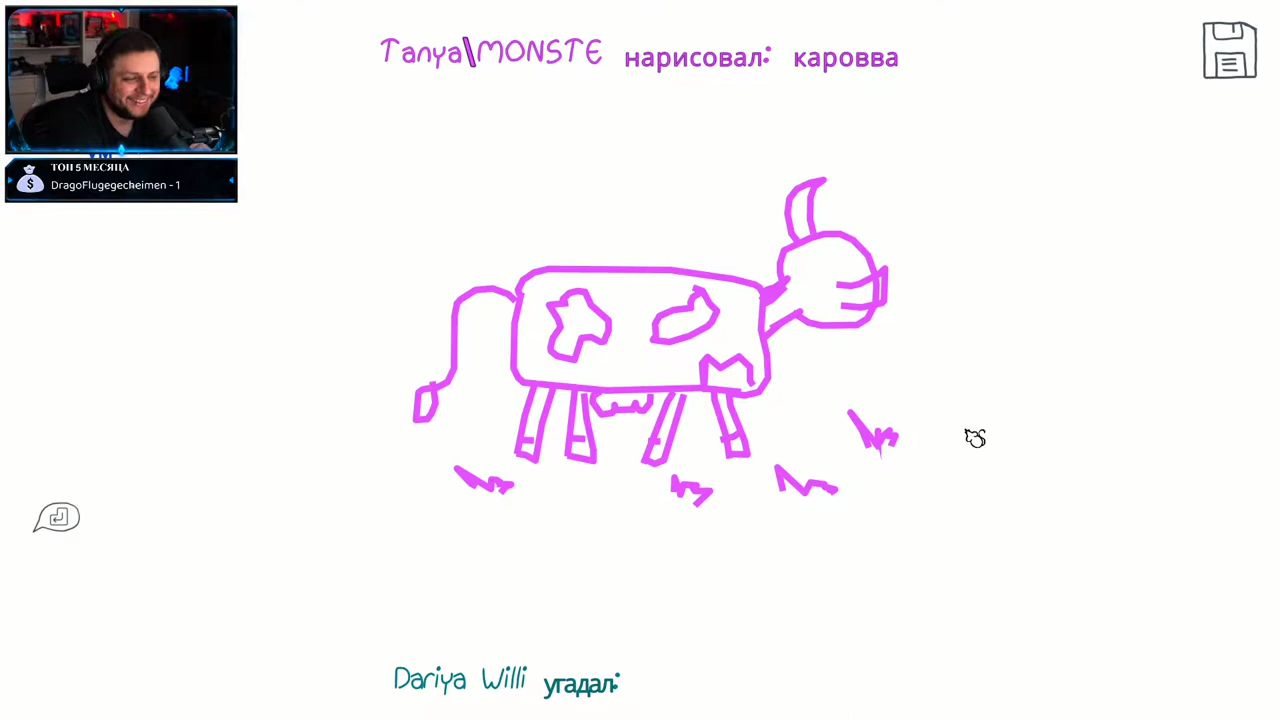 Tanya\MONSTE нарисовал: каровва
ТОП 5 МЕСЯЦА
DragoFlugegecheimen - 1
Dariya Willi угадал: